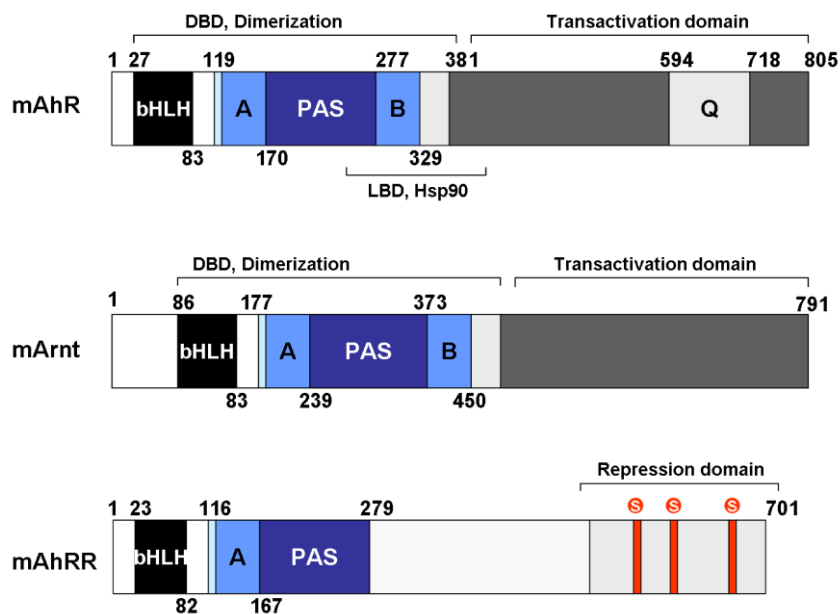 DBD, Dimerization Transactivation domain
1 27 119 277 381 594 718 805
mAhR bHLH A PAS B Q
83 170 329
LBD, Hsp90
DBD, Dimerization Transactivation domain
1 86 177 373 791
mArnt bHLH A PAS B
83 239 450
Repression domain
1 23 116 279 701
S S S
mAhRR bHLH A PAS
82 167